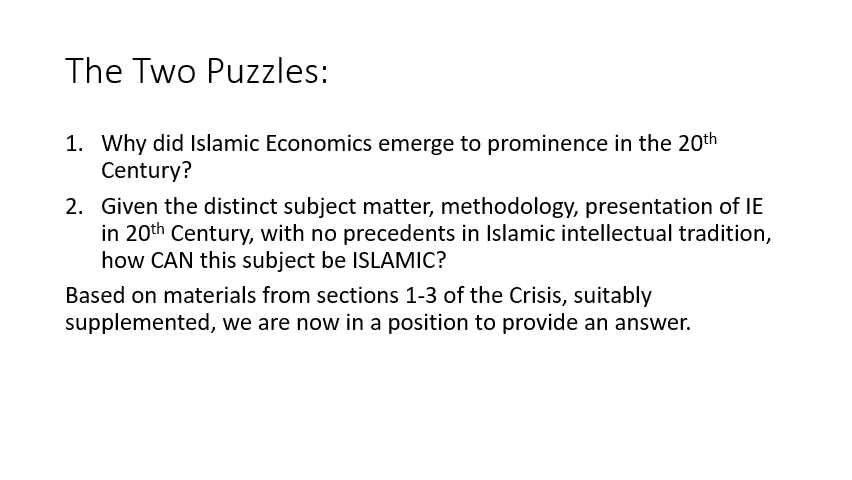 The Two Puzzles:
1. Why did Islamic Economics emerge to prominence in the 20th
Century?
2. Given the distinct subject matter, methodology, presentation of IE
in 20th Century, with no precedents in Islamic intellectual tradition,
how CAN this subject be ISLAMIC?
Based on materials from sections 1-3 of the Crisis, suitably
supplemented, we are now in a position to provide an answer.